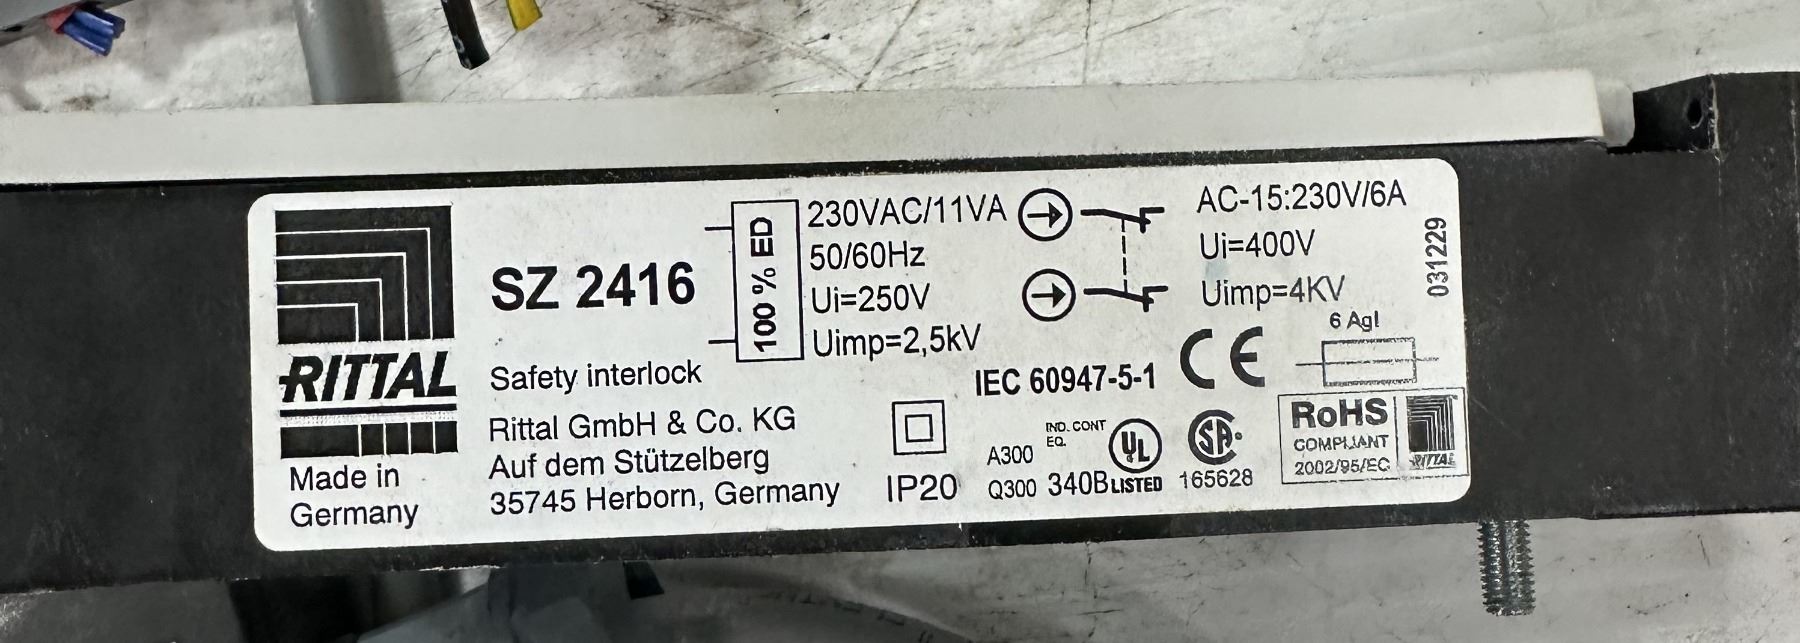 RITTAL
Made in
Germany
SZ 2416
Safety interlock
Rittal GmbH & Co. KG
Auf dem Stützelberg
35745 Herborn, Germany
100 % ED
230VAC/11VA
50/60Hz
Ui=250V
Uimp=2,5kV
AC-15:230V/6A
Ui=400V
Uimp=4KV
031229
6 Agl
IEC 60947-5-1
CE
IP20
A300
Q300
IND. CONT
EQ.
340B
UL
LISTED
SA
165628
RoHS
COMPLIANT
2002/95/EC
RITTAL